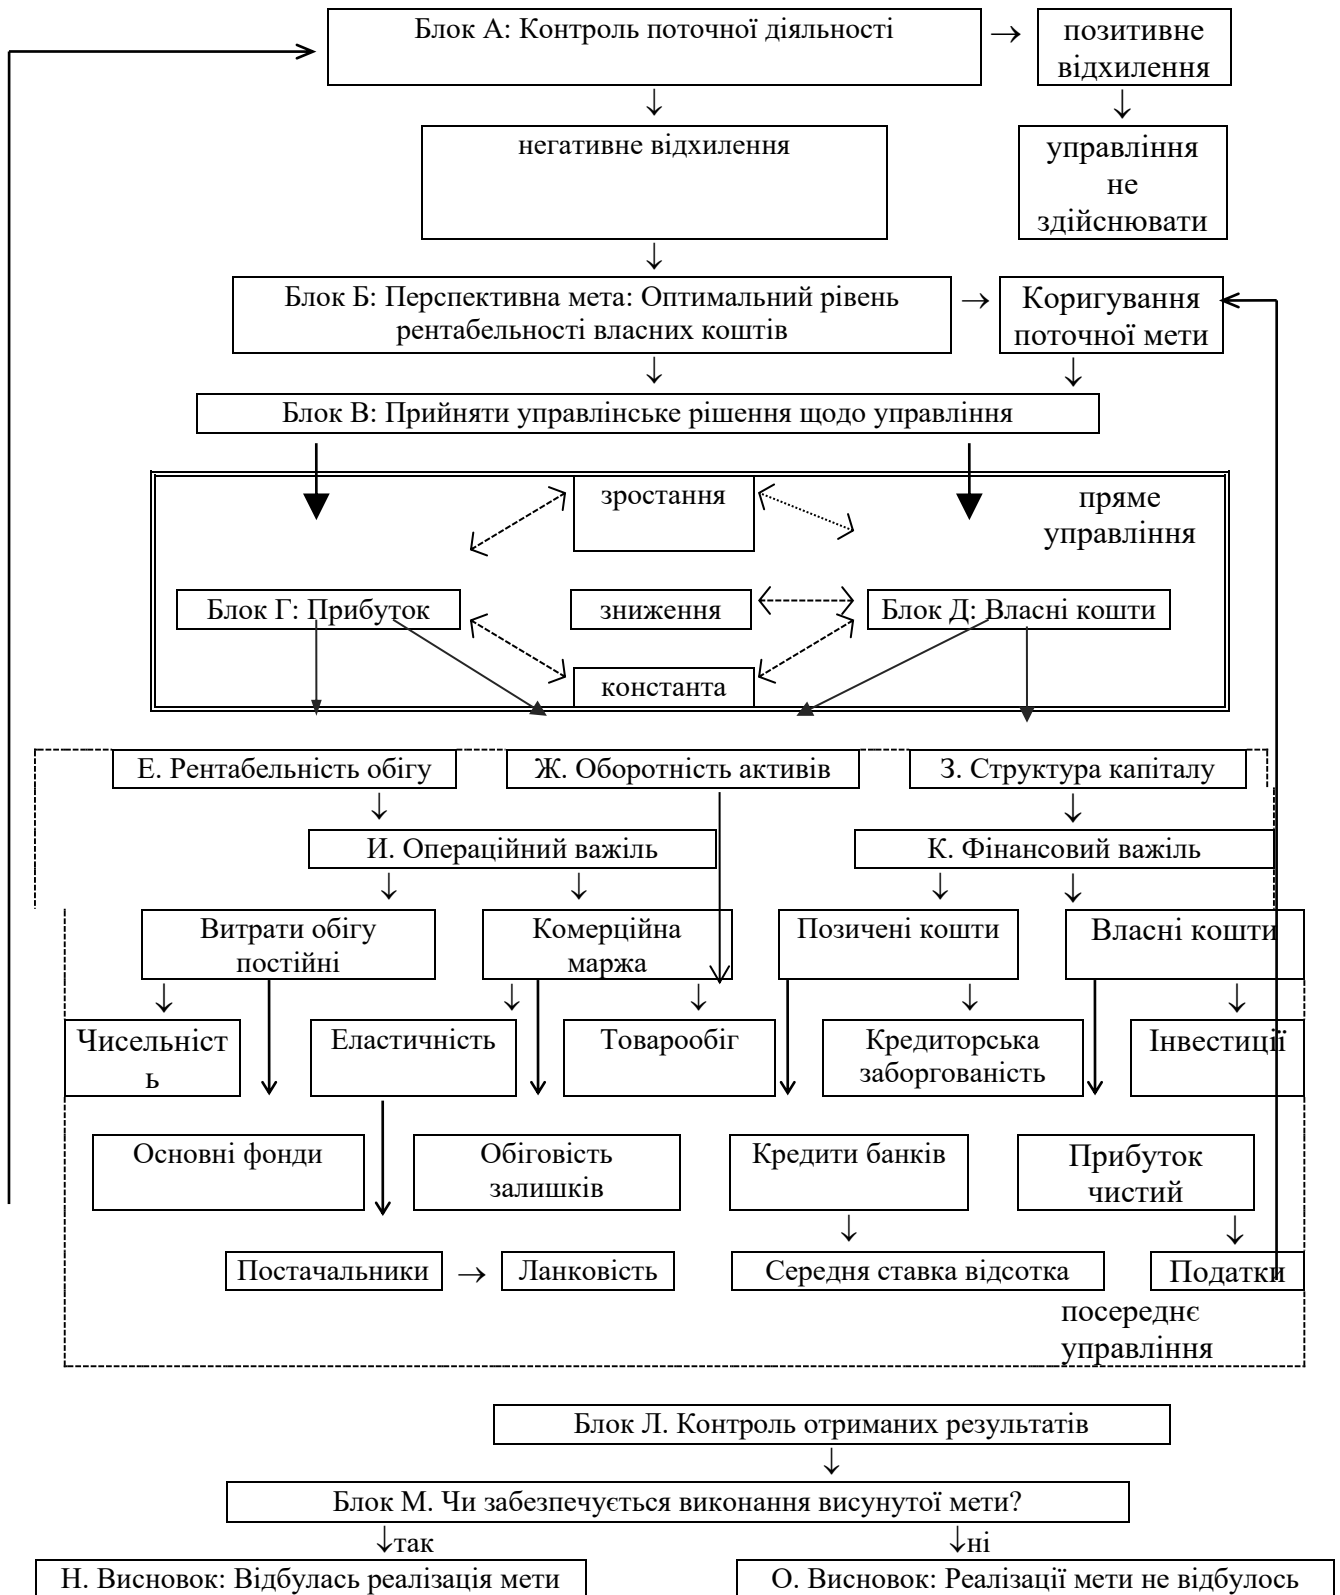 Блок А: Контроль поточної діяльності
→
позитивне
відхилення
↓
↓
негативне відхилення
управління
не
здійснювати
↓
Блок Б: Перспективна мета: Оптимальний рівень
рентабельності власних коштів
→
Коригування
поточної мети
↓
↓
Блок В: Прийняти управлінське рішення щодо управління
зростання
пряме
управління
Блок Г: Прибуток
зниження
Блок Д: Власні кошти
константа
Е. Рентабельність обігу
Ж. Оборотність активів
З. Структура капіталу
↓
↓
И. Операційний важіль
К. Фінансовий важіль
↓
↓
↓
↓
Витрати обігу
постійні
Комерційна
маржа
Позичені кошти
Власні кошти
↓
↓
↓
↓
↓
Чисельніст
ь
Еластичність
Товарообіг
Кредиторська
заборгованість
Інвестиції
Основні фонди
Обіговість
залишків
Кредити банків
Прибуток
чистий
↓
↓
Постачальники
→
Ланковість
Середня ставка відсотка
Податки
посереднє
управління
Блок Л. Контроль отриманих результатів
↓
Блок М. Чи забезпечується виконання висунутої мети?
↓так
↓ні
Н. Висновок: Відбулась реалізація мети
О. Висновок: Реалізації мети не відбулось